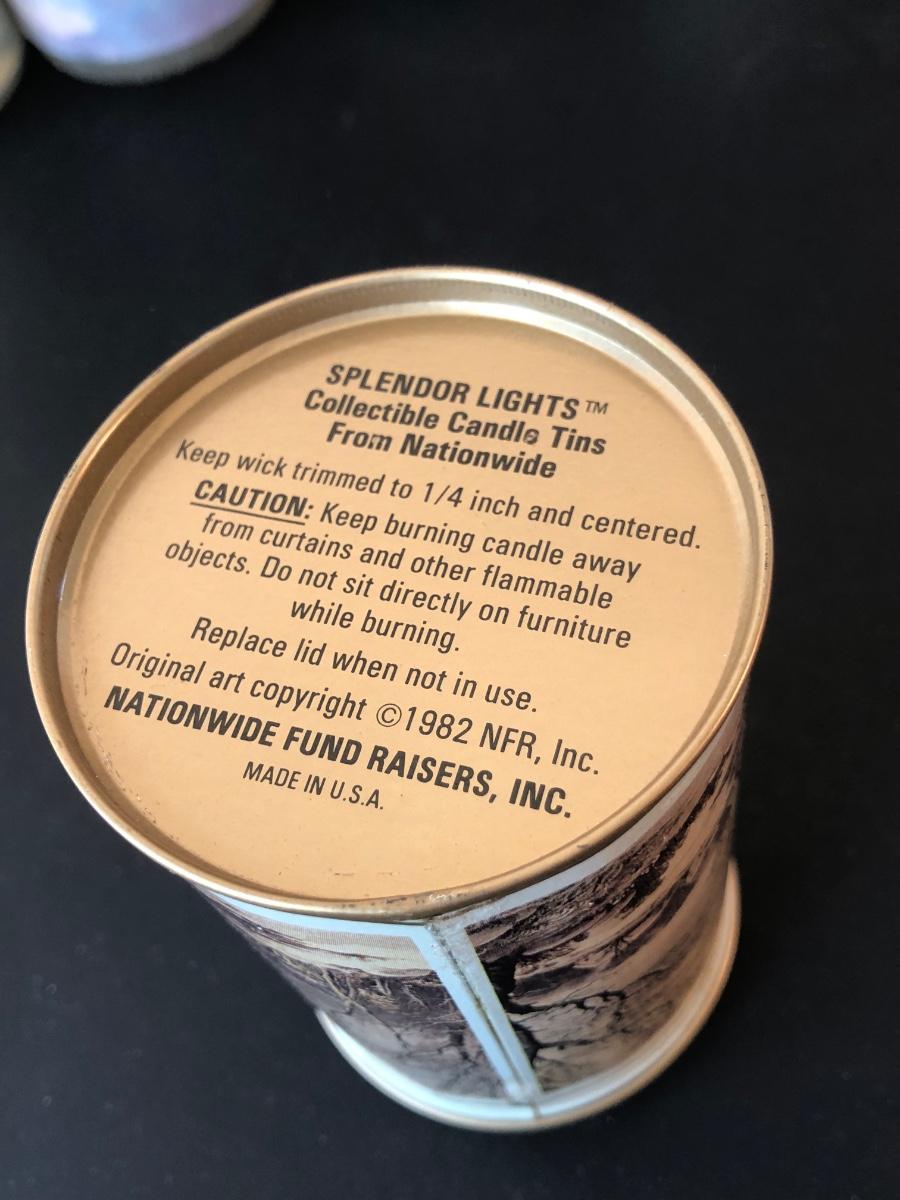 SPLENDOR LIGHTS™
Collectible Candle Tins
From Nationwide
Keep wick trimmed to 1/4 inch and centered.
CAUTION: Keep burning candle away
from curtains and other flammable
objects. Do not sit directly on furniture
while burning.
Replace lid when not in use.
Original art copyright ©1982 NFR, Inc.
NATIONWIDE FUND RAISERS, INC.
MADE IN U.S.A.